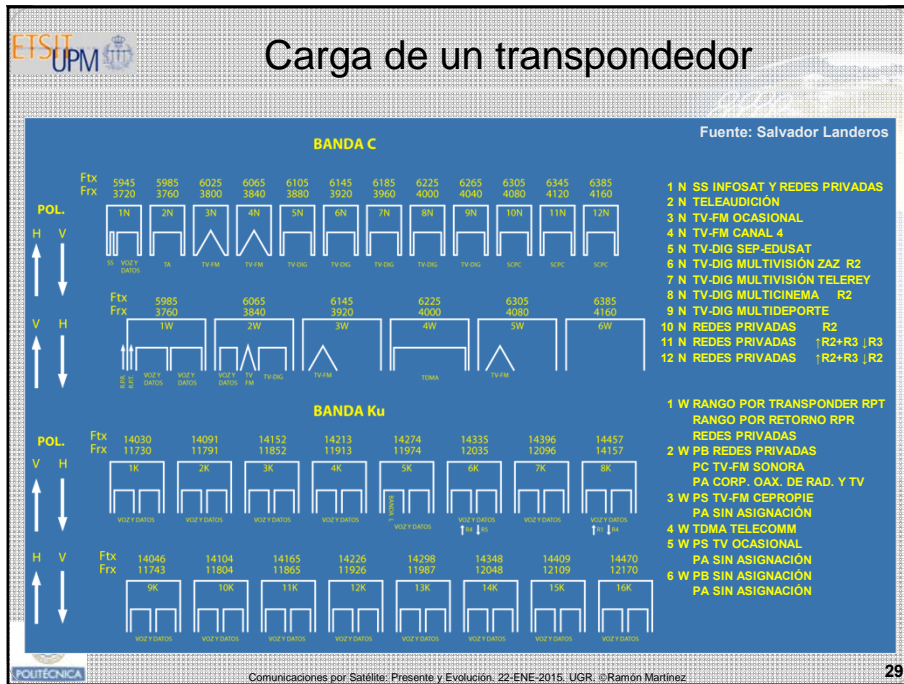 ETSIT
UPM
Carga de un transpondedor
Fuente: Salvador Landeros
BANDA C
Ftx 5945 5985 6025 6065 6105 6145 6185 6225 6265 6305 6345 6385
Frx 3720 3760 3800 3840 3880 3920 3960 4000 4040 4080 4120 4160
POL.
H V
1N 2N 3N 4N 5N 6N 7N 8N 9N 10N 11N 12N
SS VOZ Y DATOS TA TV-FM TV-FM TV-DIG TV-DIG TV-DIG TV-DIG TV-DIG SCPC SCPC SCPC
Ftx 5985 6065 6145 6225 6305 6385
Frx 3760 3840 3920 4000 4080 4160
V H
1W 2W 3W 4W 5W 6W
R.P.T.
VOZ Y DATOS VOZ Y DATOS VOZ Y DATOS TV FM TV-DIG TV-FM TDMA TV-FM
BANDA Ku
POL.
Ftx 14030 14091 14152 14213 14274 14335 14396 14457
Frx 11730 11791 11852 11913 11974 12035 12096 14157
V H
1K 2K 3K 4K 5K 6K 7K 8K
VOZ Y DATOS VOZ Y DATOS VOZ Y DATOS VOZ Y DATOS VOZ Y DATOS VOZ Y DATOS VOZ Y DATOS VOZ Y DATOS
↑R4 ↓R5 ↑R1 ↓R4
Ftx 14046 14104 14165 14226 14298 14348 14409 14470
Frx 11743 11804 11865 11926 11987 12048 12109 12170
H V
9K 10K 11K 12K 13K 14K 15K 16K
VOZ Y DATOS VOZ Y DATOS VOZ Y DATOS VOZ Y DATOS VOZ Y DATOS VOZ Y DATOS VOZ Y DATOS VOZ Y DATOS
1 N SS INFOSAT Y REDES PRIVADAS
2 N TELEAUDICIÓN
3 N TV-FM OCASIONAL
4 N TV-FM CANAL 4
5 N TV-DIG SEP-EDUSAT
6 N TV-DIG MULTIVISIÓN ZAZ R2
7 N TV-DIG MULTIVISIÓN TELEREY
8 N TV-DIG MULTICINEMA R2
9 N TV-DIG MULTIDEPORTE
10 N REDES PRIVADAS R2
11 N REDES PRIVADAS ↑R2+R3 ↓R3
12 N REDES PRIVADAS ↑R2+R3 ↓R2
1 W RANGO POR TRANSPONDER RPT
RANGO POR RETORNO RPR
REDES PRIVADAS
2 W PB REDES PRIVADAS
PC TV-FM SONORA
PA CORP. OAX. DE RAD. Y TV
3 W PS TV-FM CEPROPIE
PA SIN ASIGNACIÓN
4 W TDMA TELECOMM
5 W PS TV OCASIONAL
PA SIN ASIGNACIÓN
6 W PB SIN ASIGNACIÓN
PA SIN ASIGNACIÓN
POLITÉCNICA
Comunicaciones por Satélite: Presente y Evolución. 22-ENE-2015. UGR. ©Ramón Martínez
29